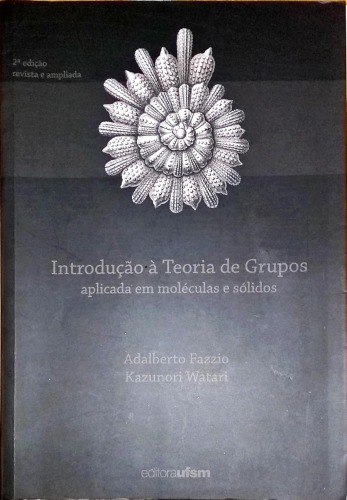 2ª edição
revista e ampliada
Introdução à Teoria de Grupos
aplicada em moléculas e sólidos
Adalberto Fazzio
Kazunori Watari
editoraufsm